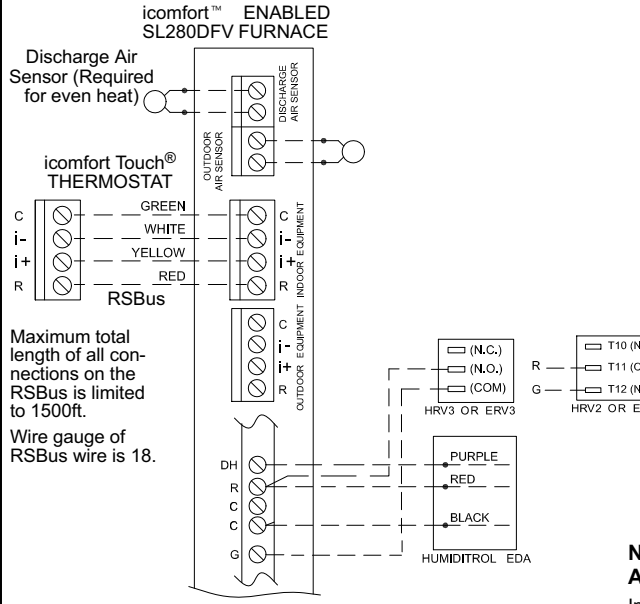 icomfort™ ENABLED
SL280DFV FURNACE
Discharge Air
Sensor (Required
for even heat)
DISCHARGE
AIR SENSOR
OUTDOOR
AIR SENSOR
icomfort Touch®
THERMOSTAT
C
i-
i+
R
GREEN
WHITE
YELLOW
RED
RSBus
C
i-
i+
R
INDOOR EQUIPMENT
C
i-
i+
R
OUTDOOR EQUIPMENT
Maximum total
length of all con-
nections on the
RSBus is limited
to 1500ft.
Wire gauge of
RSBus wire is 18.
(N.C.)
(N.O.)
(COM)
HRV3 OR ERV3
R
G
T10 (N
T11 (C
T12 (N
HRV2 OR E
DH
R
C
C
G
PURPLE
RED
BLACK
HUMIDITROL EDA
N
A
In